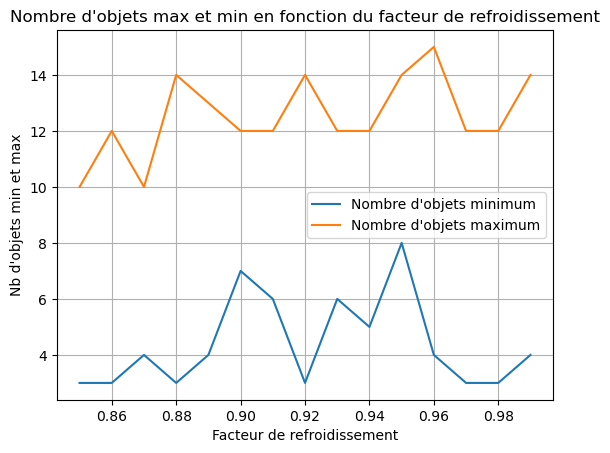 Nombre d'objets max et min en fonction du facteur de refroidissement
Nb d'objets min et max
14
12
10
8
6
4
Nombre d'objets minimum
Nombre d'objets maximum
0.86 0.88 0.90 0.92 0.94 0.96 0.98
Facteur de refroidissement